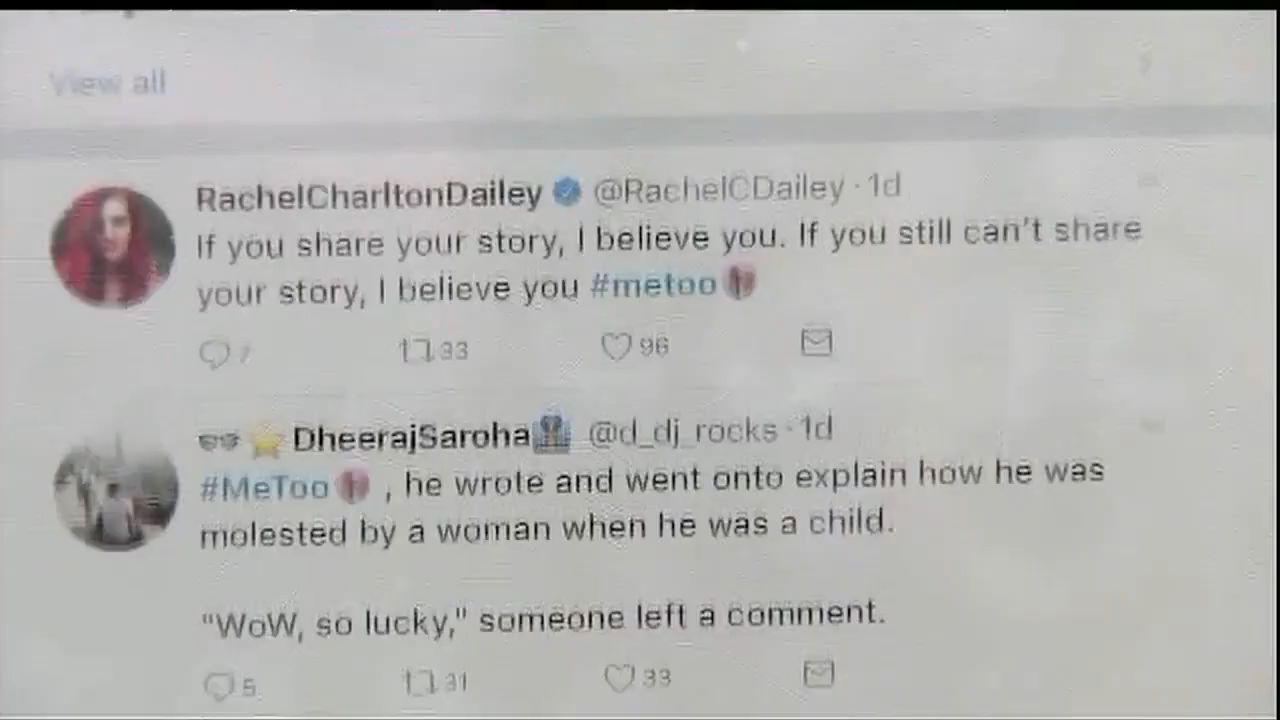 View all
RachelCharltonDailey @RachelCDailey · 1d
If you share your story, I believe you. If you still can't share
your story, I believe you #metoo
7 33 96
DheerajSaroha @d_dj_rocks · 1d
#MeToo , he wrote and went onto explain how he was
molested by a woman when he was a child.
"WoW, so lucky," someone left a comment.
5 31 33